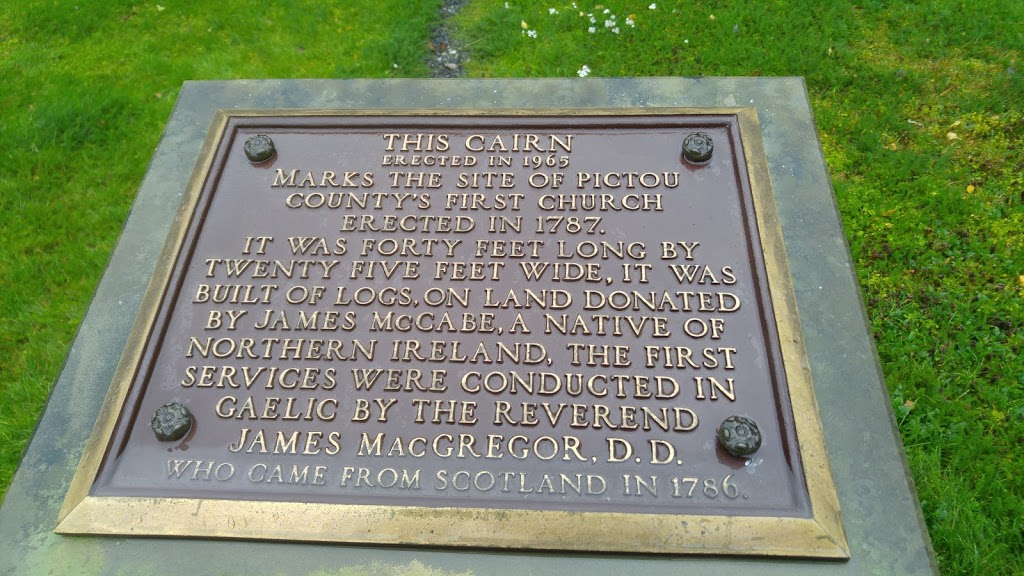 THIS CAIRN
ERECTED IN 1965
MARKS THE SITE OF PICTOU
COUNTY'S FIRST CHURCH
ERECTED IN 1787.
IT WAS FORTY FEET LONG BY
TWENTY FIVE FEET WIDE, IT WAS
BUILT OF LOGS, ON LAND DONATED
BY JAMES McCABE, A NATIVE OF
NORTHERN IRELAND, THE FIRST
SERVICES WERE CONDUCTED IN
GAELIC BY THE REVEREND
JAMES MacGREGOR, D.D.
WHO CAME FROM SCOTLAND IN 1786.